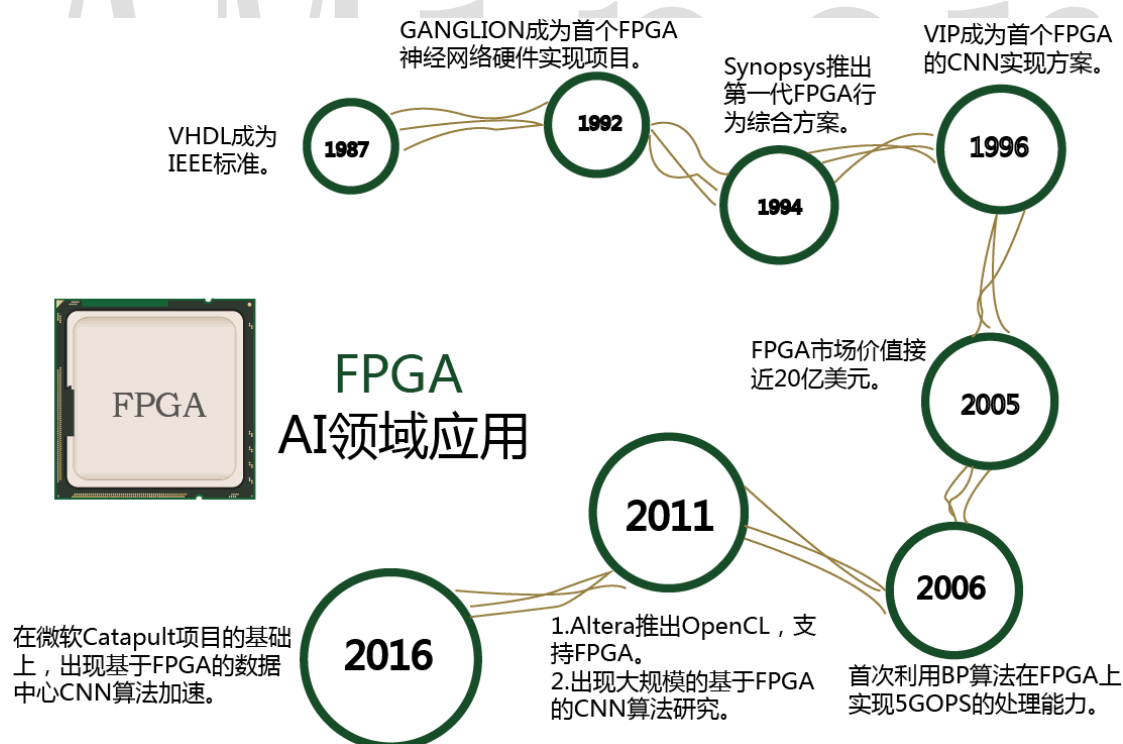 GANGLION成为首个FPGA
神经网络硬件实现项目。
VIP成为首个FPGA
的CNN实现方案。
Synopsys推出
第一代FPGA行
为综合方案。
VHDL成为
IEEE标准。
1987
1992
1994
1996
FPGA市场价值接
近20亿美元。
2005
FPGA
FPGA
AI领域应用
2011
2006
2016
1.Altera推出OpenCL，支
持FPGA。
2.出现大规模的基于FPGA
的CNN算法研究。
首次利用BP算法在FPGA上
实现5GOPS的处理能力。
在微软Catapult项目的基础
上，出现基于FPGA的数据
中心CNN算法加速。